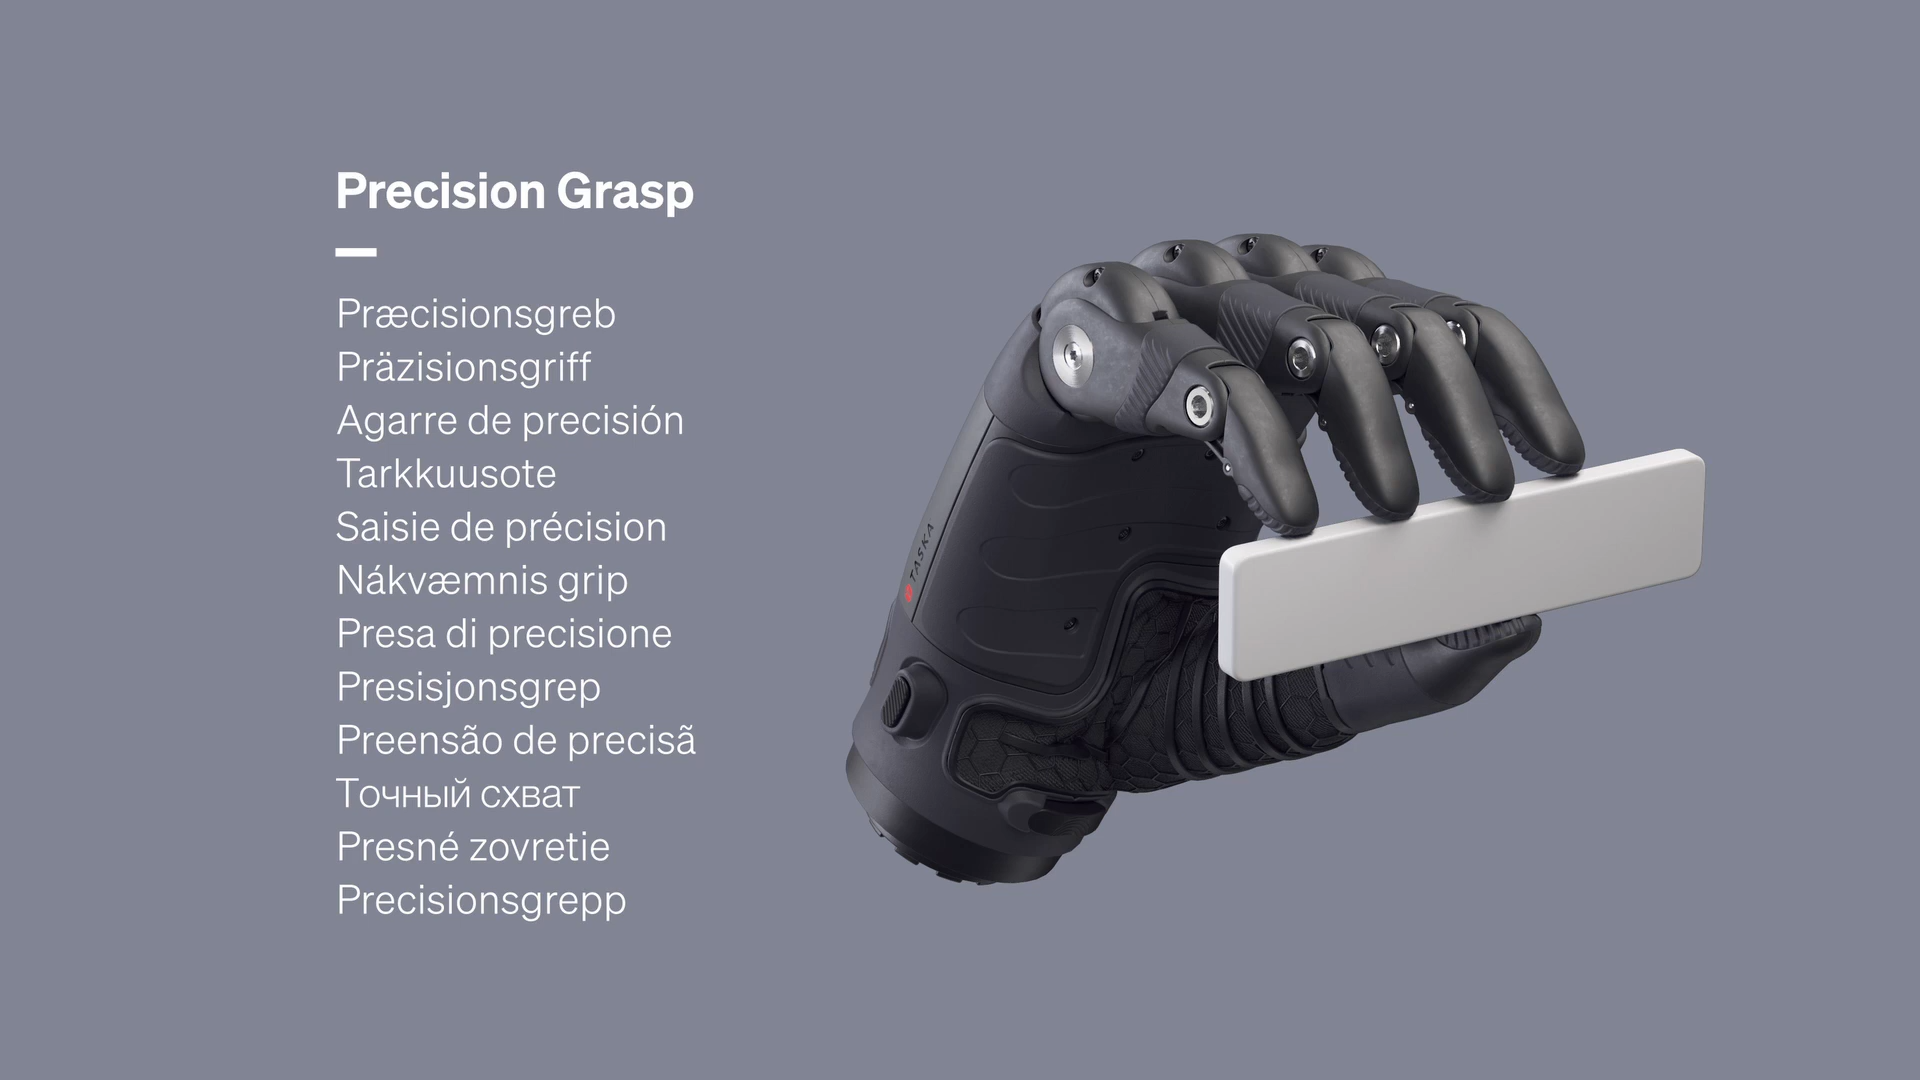 Precision Grasp
Præcisionsgreb
Präzisionsgriff
Agarre de precisión
Tarkkuusote
Saisie de précision
Nákvæmnis grip
Presa di precisione
Presisjonsgrep
Preensão de precisã
Точный схват
Presné zovretie
Precisionsgrepp
TASKA